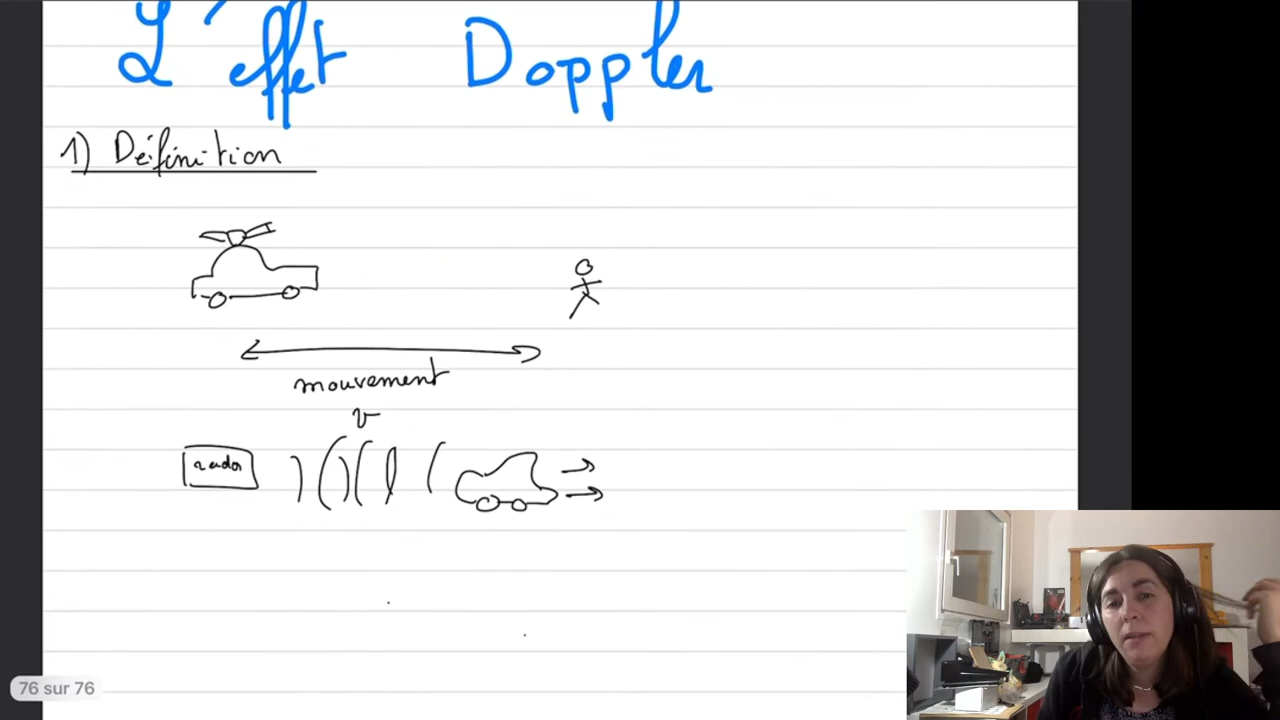 L'effet Doppler
1) Définition
mouvement
v
radar
76 sur 76